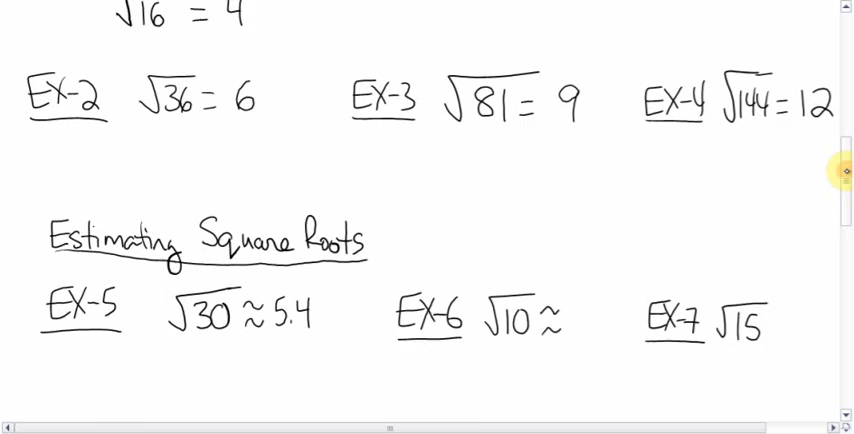 √16 = 4
EX-2 √36 = 6 EX-3 √81 = 9 EX-4 √144 = 12
Estimating Square Roots
EX-5 √30 ≈ 5.4 EX-6 √10 ≈ EX-7 √15